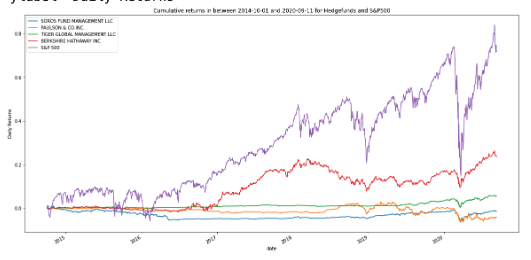 Cumulative returns in between 2014-10-01 and 2020-09-11 for Hedgefunds and S&P500
SOROS FUND MANAGEMENT LLC
PAULSON & CO INC
TIGER GLOBAL MANAGEMENT LLC
BERKSHIRE HATHAWAY INC
S&P 500
Daily Returns
0.8
0.6
0.4
0.2
0.0
2015
2016
2017
2018
2019
2020
date